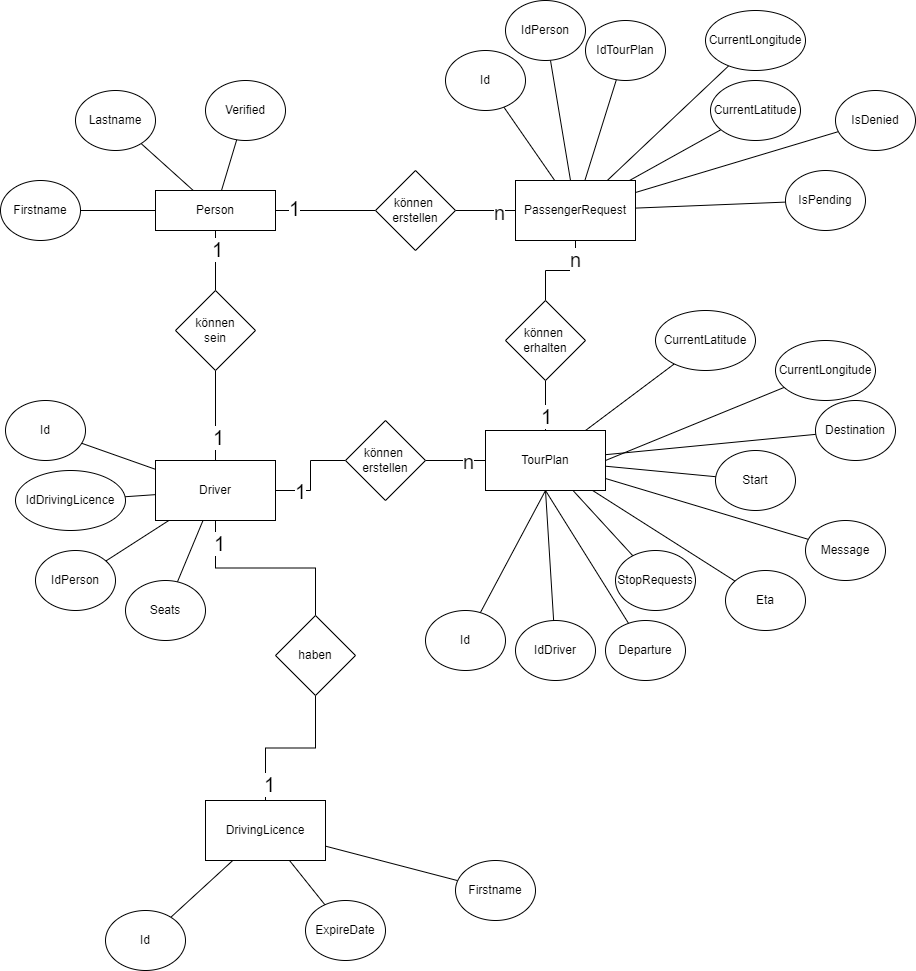 IdPerson
IdTourPlan
CurrentLongitude
Id
CurrentLatitude
Lastname
Verified
IsDenied
Firstname
Person
1
können
erstellen
n
PassengerRequest
IsPending
1
n
können
sein
können
erhalten
CurrentLatitude
CurrentLongitude
1
Id
1
Destination
Driver
1
können
erstellen
n
TourPlan
Start
IdDrivingLicence
1
Message
IdPerson
StopRequests
Seats
Eta
Id
IdDriver
Departure
haben
1
DrivingLicence
Firstname
Id
ExpireDate